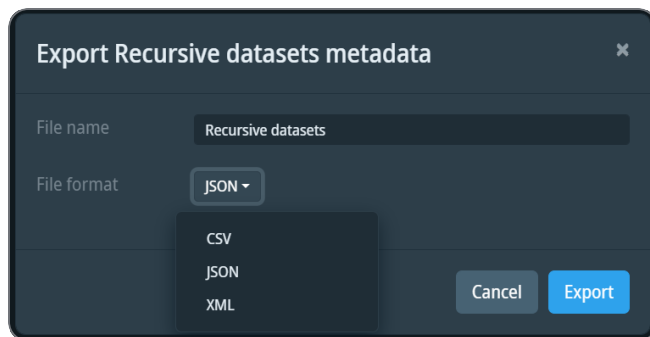 Export Recursive datasets metadata ×
File name Recursive datasets
File format JSON
CSV
JSON
XML
Cancel Export